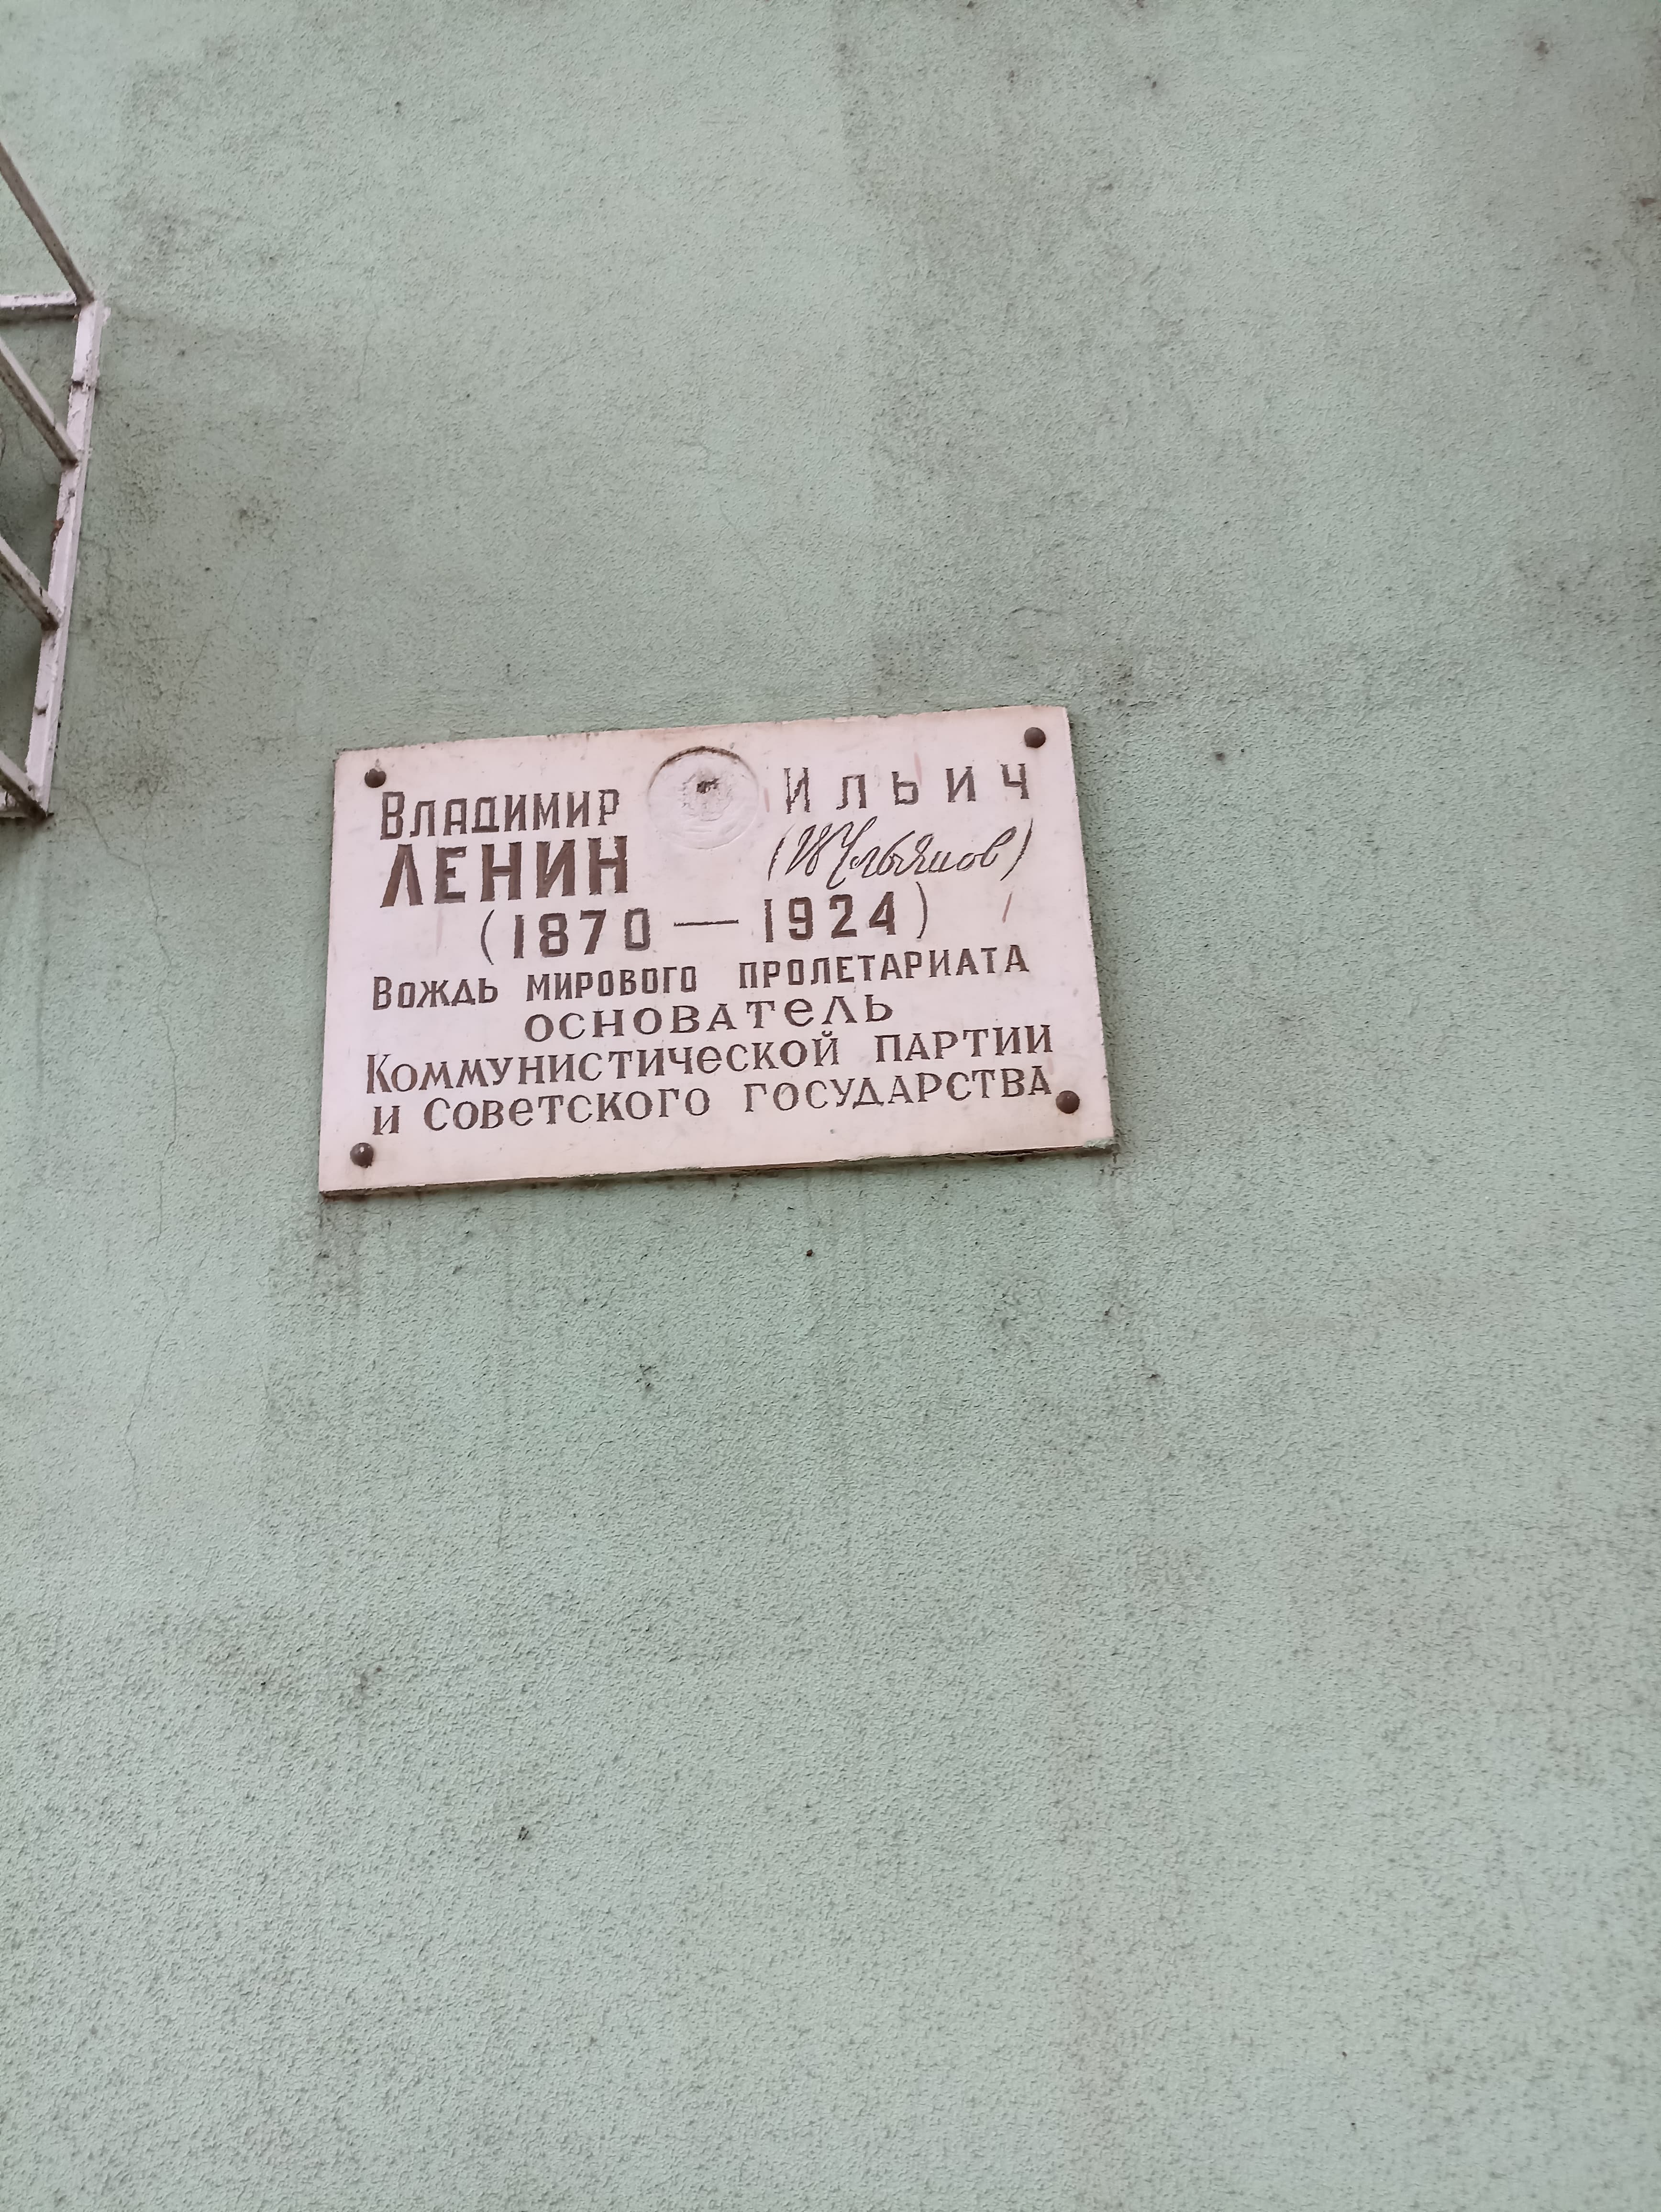 Владимир Ильич
ЛЕНИН (Ульянов)
(1870 — 1924)
Вождь мирового пролетариата
основатель
Коммунистической партии
и Советского государства